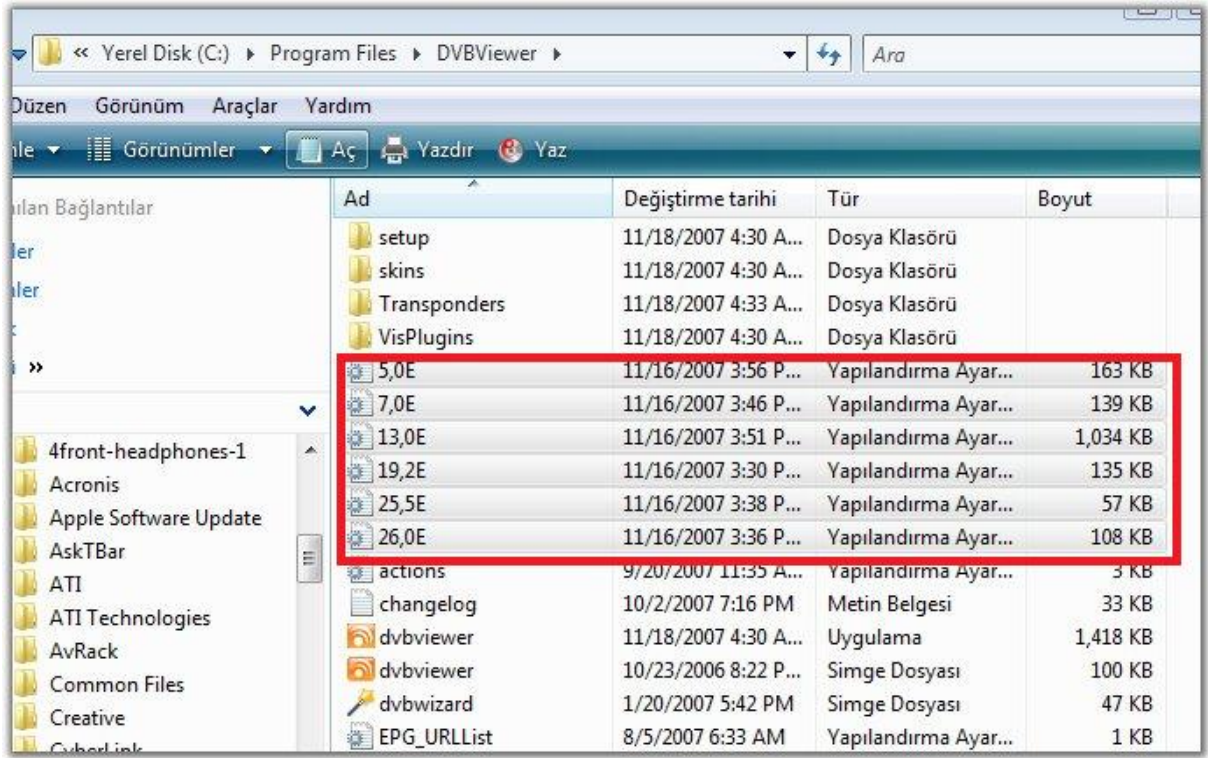 « Yerel Disk (C:) Program Files DVBViewer Ara
Düzen Görünüm Araçlar Yardım
Görünümler Aç Yazdır Yaz
Bağlantılar
»
4front-headphones-1
Acronis
Apple Software Update
AskTBar
ATI
ATI Technologies
AvRack
Common Files
Creative
CyberLink
Ad Değiştirme tarihi Tür Boyut
setup 11/18/2007 4:30 A... Dosya Klasörü
skins 11/18/2007 4:30 A... Dosya Klasörü
Transponders 11/18/2007 4:33 A... Dosya Klasörü
VisPlugins 11/18/2007 4:30 A... Dosya Klasörü
5,0E 11/16/2007 3:56 P... Yapılandırma Ayar... 163 KB
7,0E 11/16/2007 3:46 P... Yapılandırma Ayar... 139 KB
13,0E 11/16/2007 3:51 P... Yapılandırma Ayar... 1,034 KB
19,2E 11/16/2007 3:30 P... Yapılandırma Ayar... 135 KB
25,5E 11/16/2007 3:38 P... Yapılandırma Ayar... 57 KB
26,0E 11/16/2007 3:36 P... Yapılandırma Ayar... 108 KB
actions 9/20/2007 11:35 A... Yapılandırma Ayar... 3 KB
changelog 10/2/2007 7:16 PM Metin Belgesi 33 KB
dvbviewer 11/18/2007 4:30 A... Uygulama 1,418 KB
dvbviewer 10/23/2006 8:22 P... Simge Dosyası 100 KB
dvbwizard 1/20/2007 5:42 PM Simge Dosyası 47 KB
EPG_URLList 8/5/2007 6:33 AM Yapılandırma Ayar... 1 KB